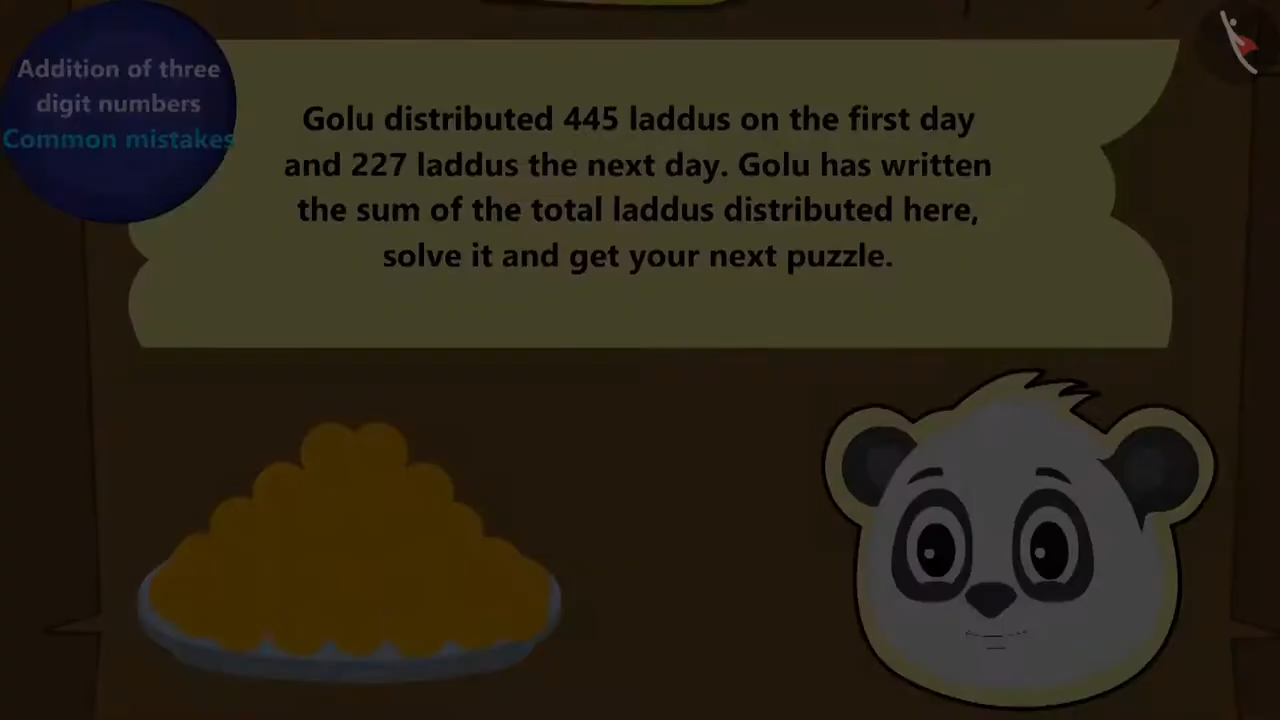 Addition of three
digit numbers
Common mistakes
Golu distributed 445 laddus on the first day
and 227 laddus the next day. Golu has written
the sum of the total laddus distributed here,
solve it and get your next puzzle.